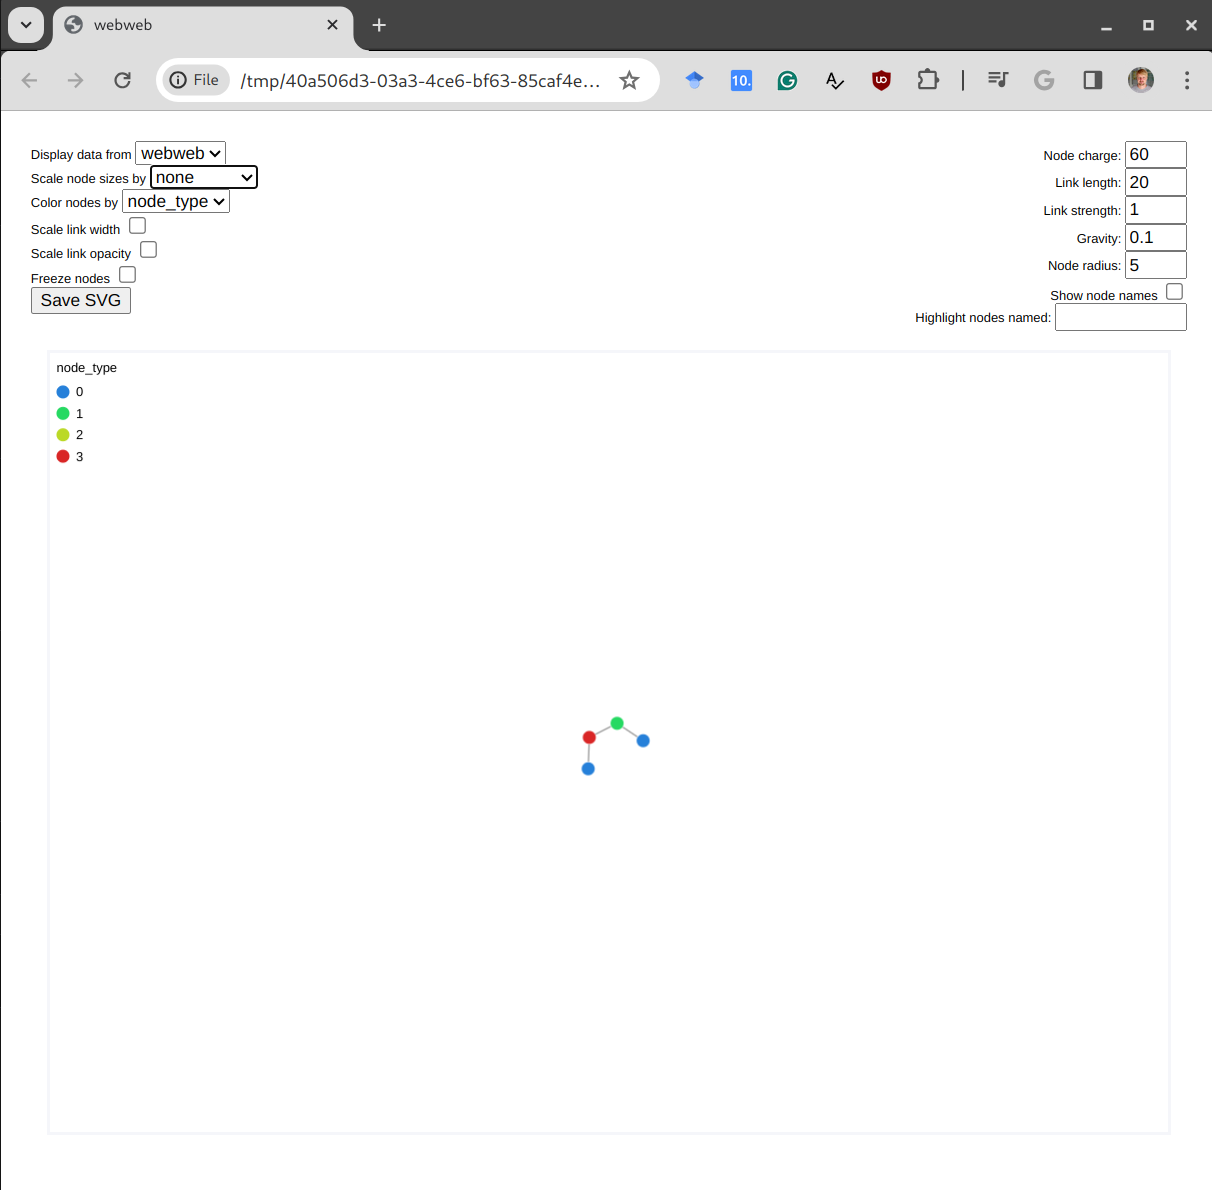 webweb
File /tmp/40a506d3-03a3-4ce6-bf63-85caf4e...
10.
Display data from webweb
Scale node sizes by none
Color nodes by node_type
Scale link width
Scale link opacity
Freeze nodes
Save SVG
Node charge: 60
Link length: 20
Link strength: 1
Gravity: 0.1
Node radius: 5
Show node names
Highlight nodes named:
node_type
0
1
2
3